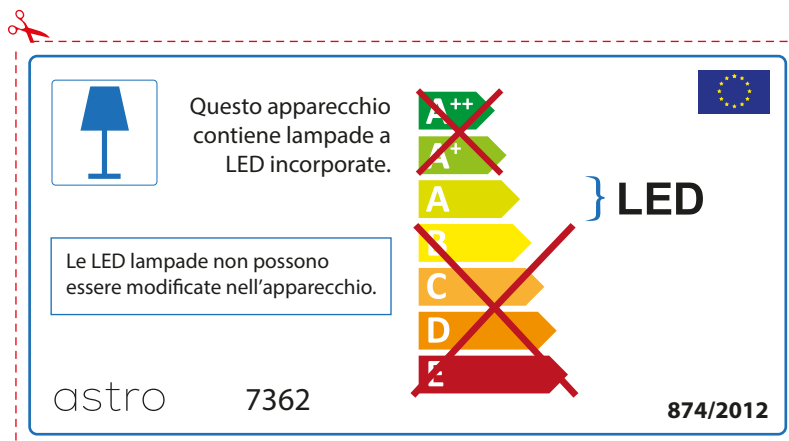 Questo apparecchio
contiene lampade a
LED incorporate.
Le LED lampade non possono
essere modificate nell'apparecchio.
A++
A+
A
B
C
D
E
LED
astro 7362
874/2012